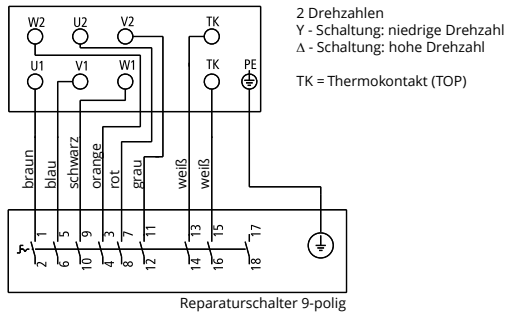 W2 U2 V2 TK
U1 V1 W1 TK PE
2 Drehzahlen
Y - Schaltung: niedrige Drehzahl
Δ - Schaltung: hohe Drehzahl
TK = Thermokontakt (TOP)
braun
blau
schwarz
orange
rot
grau
weiß
weiß
1 5 9 3 7 11 13 15 17
2 6 10 4 8 12 14 16 18
Reparaturschalter 9-polig